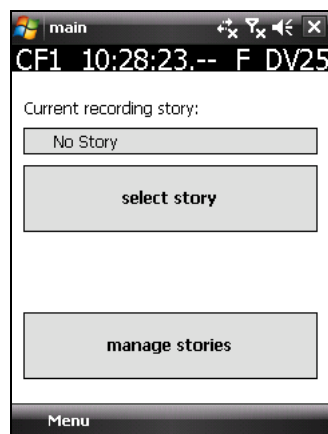 main
CF1 10:28:23.-- F DV25
Current recording story:
No Story
select story
manage stories
Menu